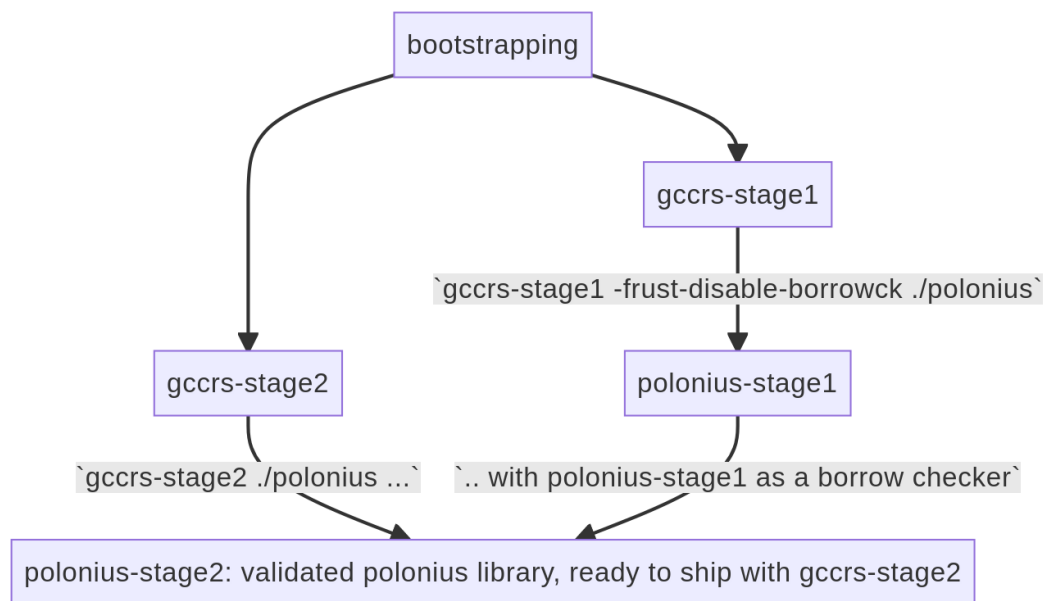 bootstrapping
gccrs-stage1
`gccrs-stage1 -frust-disable-borrowck ./polonius`
gccrs-stage2
polonius-stage1
`gccrs-stage2 ./polonius ...`
`.. with polonius-stage1 as a borrow checker`
polonius-stage2: validated polonius library, ready to ship with gccrs-stage2